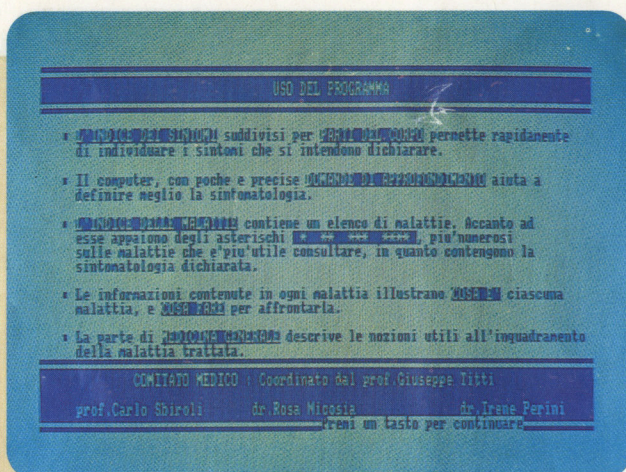 USO DEL PROGRAMMA
L'INDICE DEI SINTOMI suddivisi per PARTI DEL CORPO permette rapidamente
di individuare i sintomi che si intendono dichiarare.
Il computer, con poche e precise DOMANDE DI APPROFONDIMENTO aiuta a
definire meglio la sintomatologia.
L'INDICE DELLE MALATTIE contiene un elenco di malattie. Accanto ad
esse appaiono degli asterischi * ** *** ****, piu'numerosi
sulle malattie che e'piu'utile consultare, in quanto contengono la
sintomatologia dichiarata.
Le informazioni contenute in ogni malattia illustrano COSA E' ciascuna
malattia, e COSA FARE per affrontarla.
La parte di MEDICINA GENERALE descrive le nozioni utili all'inquadramento
della malattia trattata.
COMITATO MEDICO : Coordinato dal prof.Giuseppe Titti
prof.Carlo Sbiroli dr.Rosa Micosia dr.Irene Perini
Premi un tasto per continuare